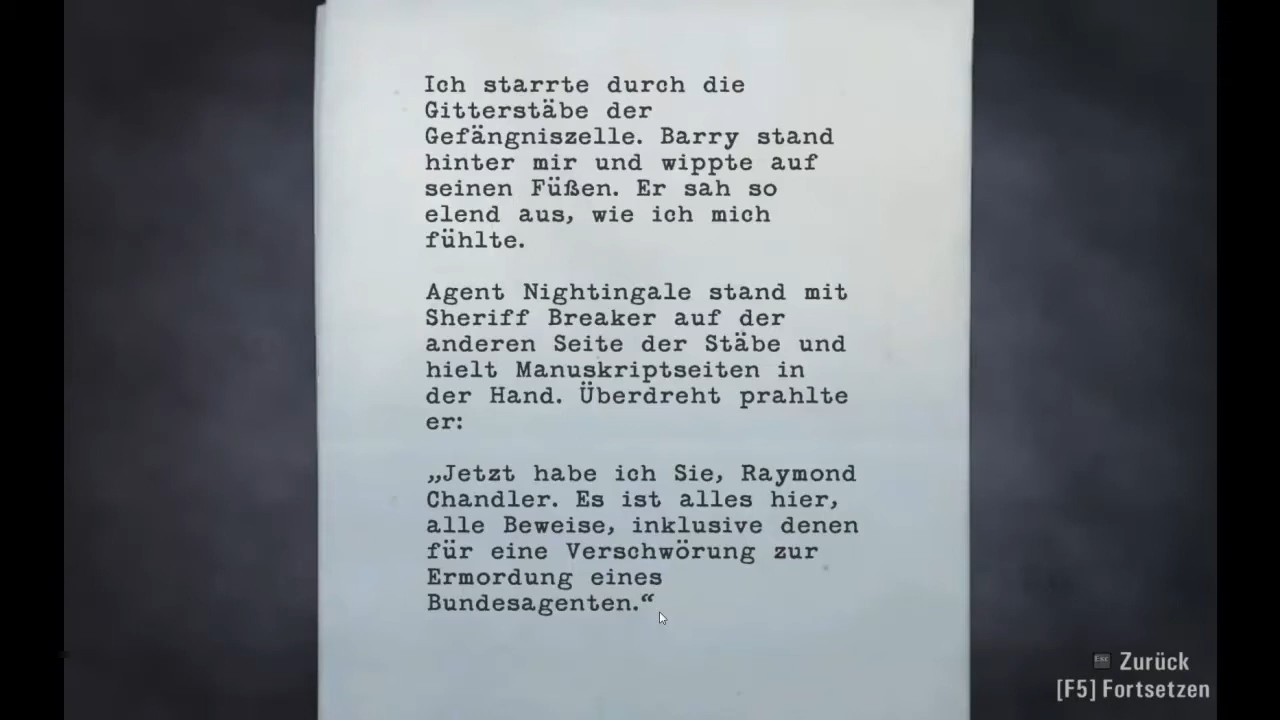 Ich starrte durch die
Gitterstäbe der
Gefängniszelle. Barry stand
hinter mir und wippte auf
seinen Füßen. Er sah so
elend aus, wie ich mich
fühlte.
Agent Nightingale stand mit
Sheriff Breaker auf der
anderen Seite der Stäbe und
hielt Manuskriptseiten in
der Hand. Überdreht prahlte
er:
„Jetzt habe ich Sie, Raymond
Chandler. Es ist alles hier,
alle Beweise, inklusive denen
für eine Verschwörung zur
Ermordung eines
Bundesagenten.“
Esc Zurück
[F5] Fortsetzen